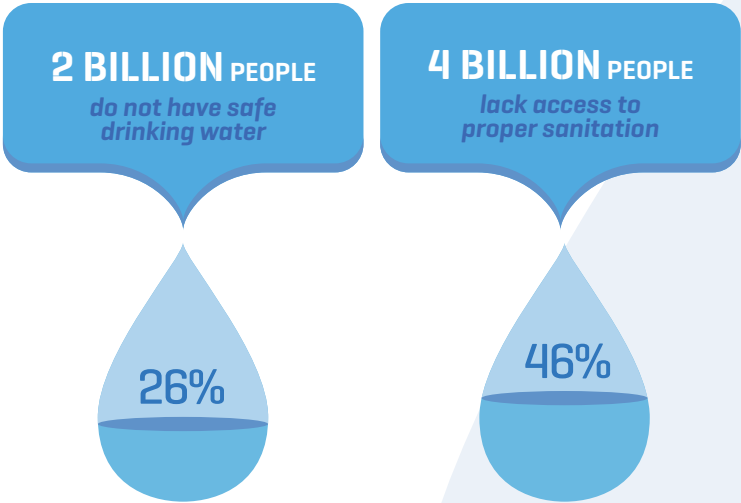 2 BILLION PEOPLE
do not have safe
drinking water
26%
4 BILLION PEOPLE
lack access to
proper sanitation
46%